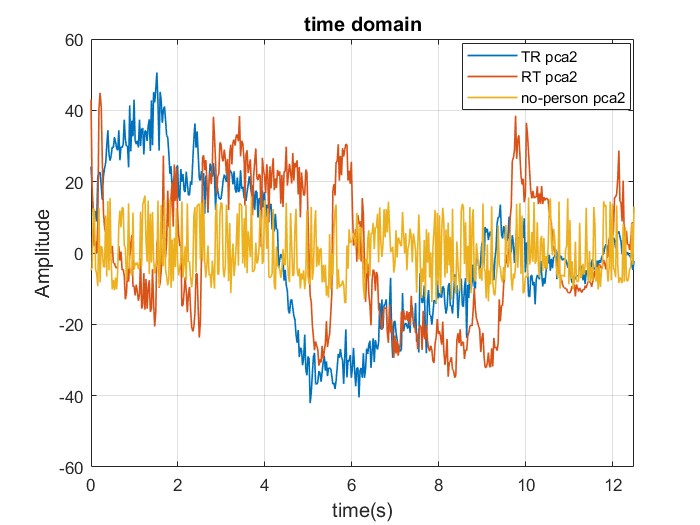 time domain
60
40
20
0
-20
-40
-60
Amplitude
TR pca2
RT pca2
no-person pca2
0 2 4 6 8 10 12
time(s)